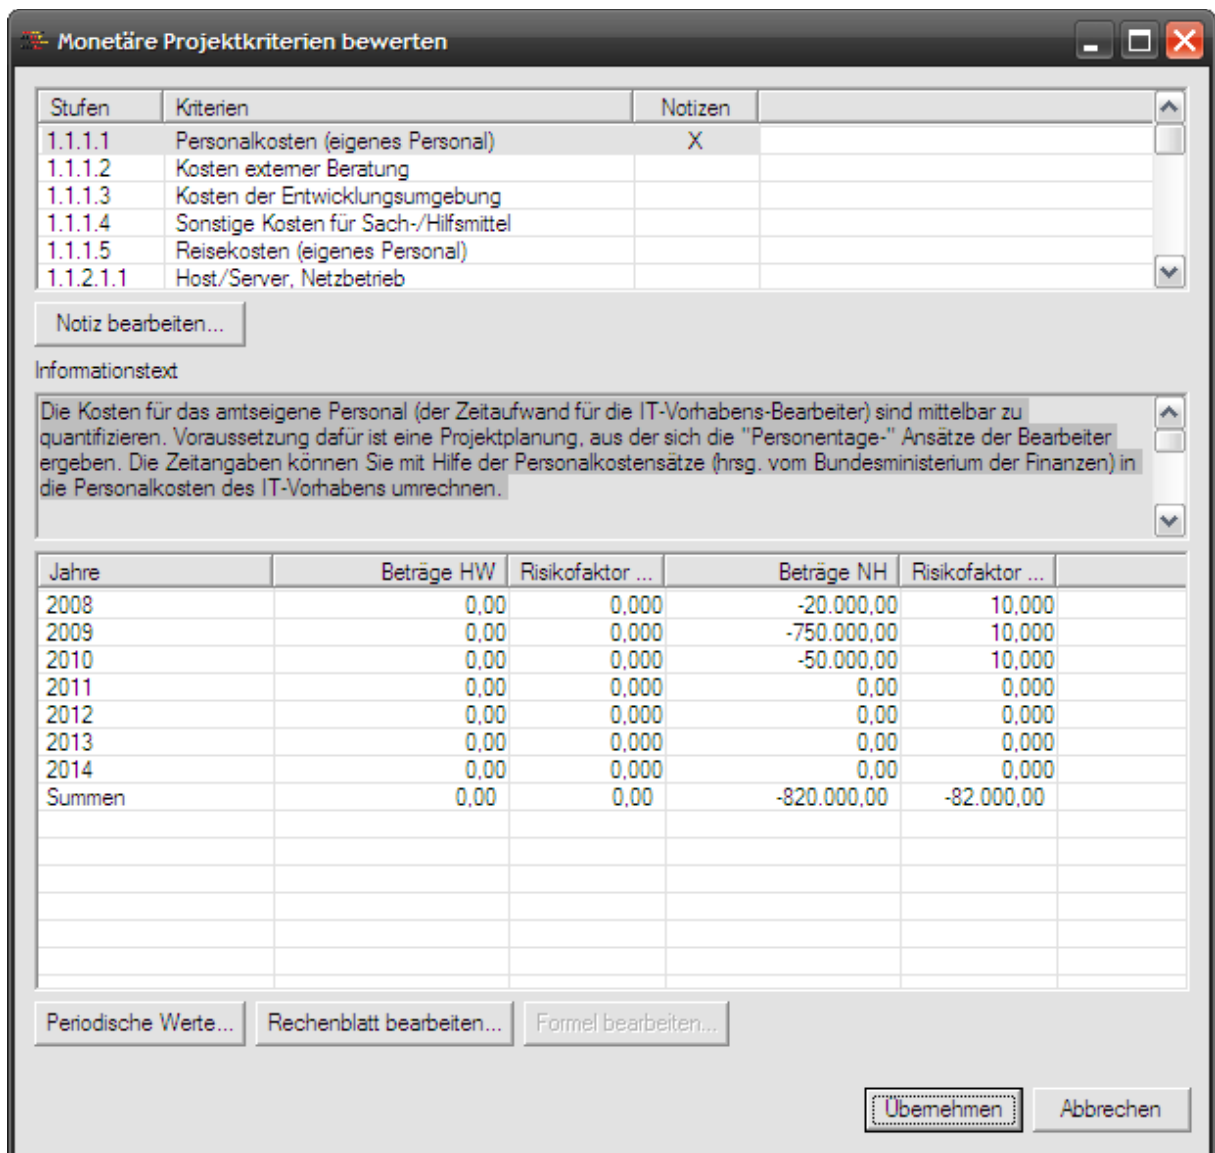 Monetäre Projektkriterien bewerten
Stufen Kriterien Notizen
1.1.1.1 Personalkosten (eigenes Personal) X
1.1.1.2 Kosten externer Beratung
1.1.1.3 Kosten der Entwicklungsumgebung
1.1.1.4 Sonstige Kosten für Sach-/Hilfsmittel
1.1.1.5 Reisekosten (eigenes Personal)
1.1.2.1.1 Host/Server, Netzbetrieb
Notiz bearbeiten...
Informationstext
Die Kosten für das amtseigene Personal (der Zeitaufwand für die IT-Vorhabens-Bearbeiter) sind mittelbar zu
quantifizieren. Voraussetzung dafür ist eine Projektplanung, aus der sich die "Personentage-" Ansätze der Bearbeiter
ergeben. Die Zeitangaben können Sie mit Hilfe der Personalkostensätze (hrsg. vom Bundesministerium der Finanzen) in
die Personalkosten des IT-Vorhabens umrechnen.
Jahre Beträge HW Risikofaktor ... Beträge NH Risikofaktor ...
2008 0,00 0,000 -20.000,00 10,000
2009 0,00 0,000 -750.000,00 10,000
2010 0,00 0,000 -50.000,00 10,000
2011 0,00 0,000 0,00 0,000
2012 0,00 0,000 0,00 0,000
2013 0,00 0,000 0,00 0,000
2014 0,00 0,000 0,00 0,000
Summen 0,00 0,00 -820.000,00 -82.000,00
Periodische Werte... Rechenblatt bearbeiten... Formel bearbeiten...
Übernehmen Abbrechen